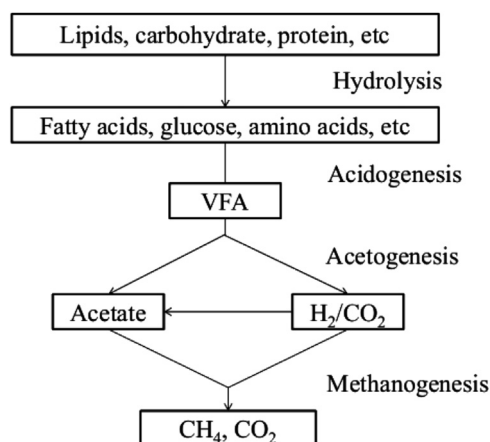 Lipids, carbohydrate, protein, etc
Hydrolysis
Fatty acids, glucose, amino acids, etc
Acidogenesis
VFA
Acetogenesis
Acetate
H₂/CO₂
Methanogenesis
CH₄, CO₂